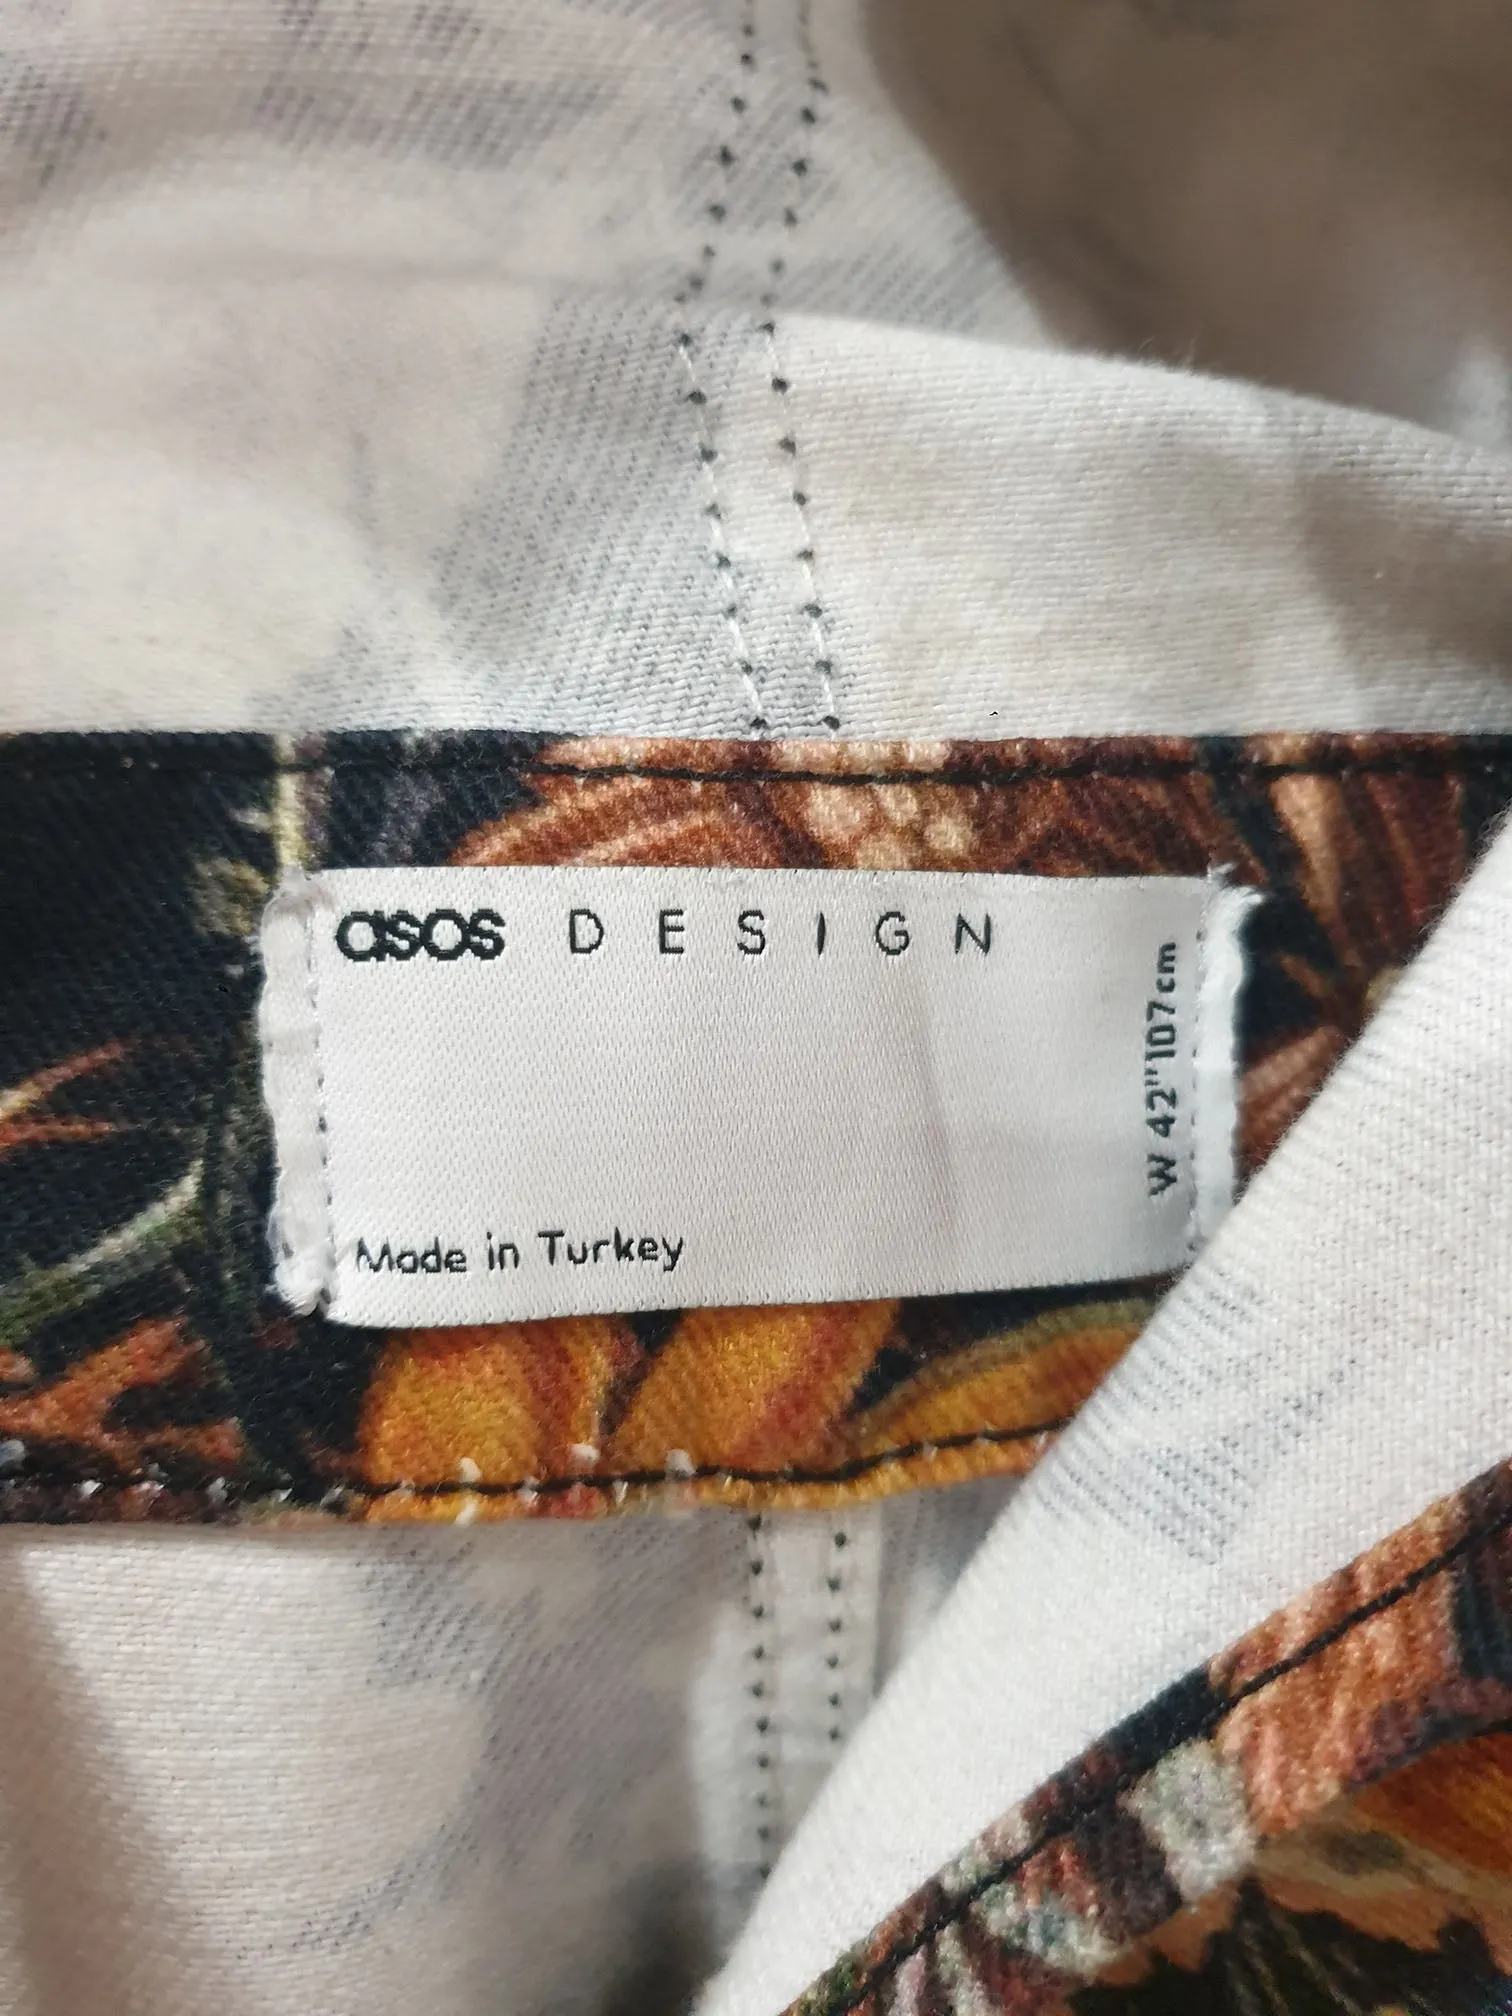 asos DESIGN
W 42"107cm
Made in Turkey